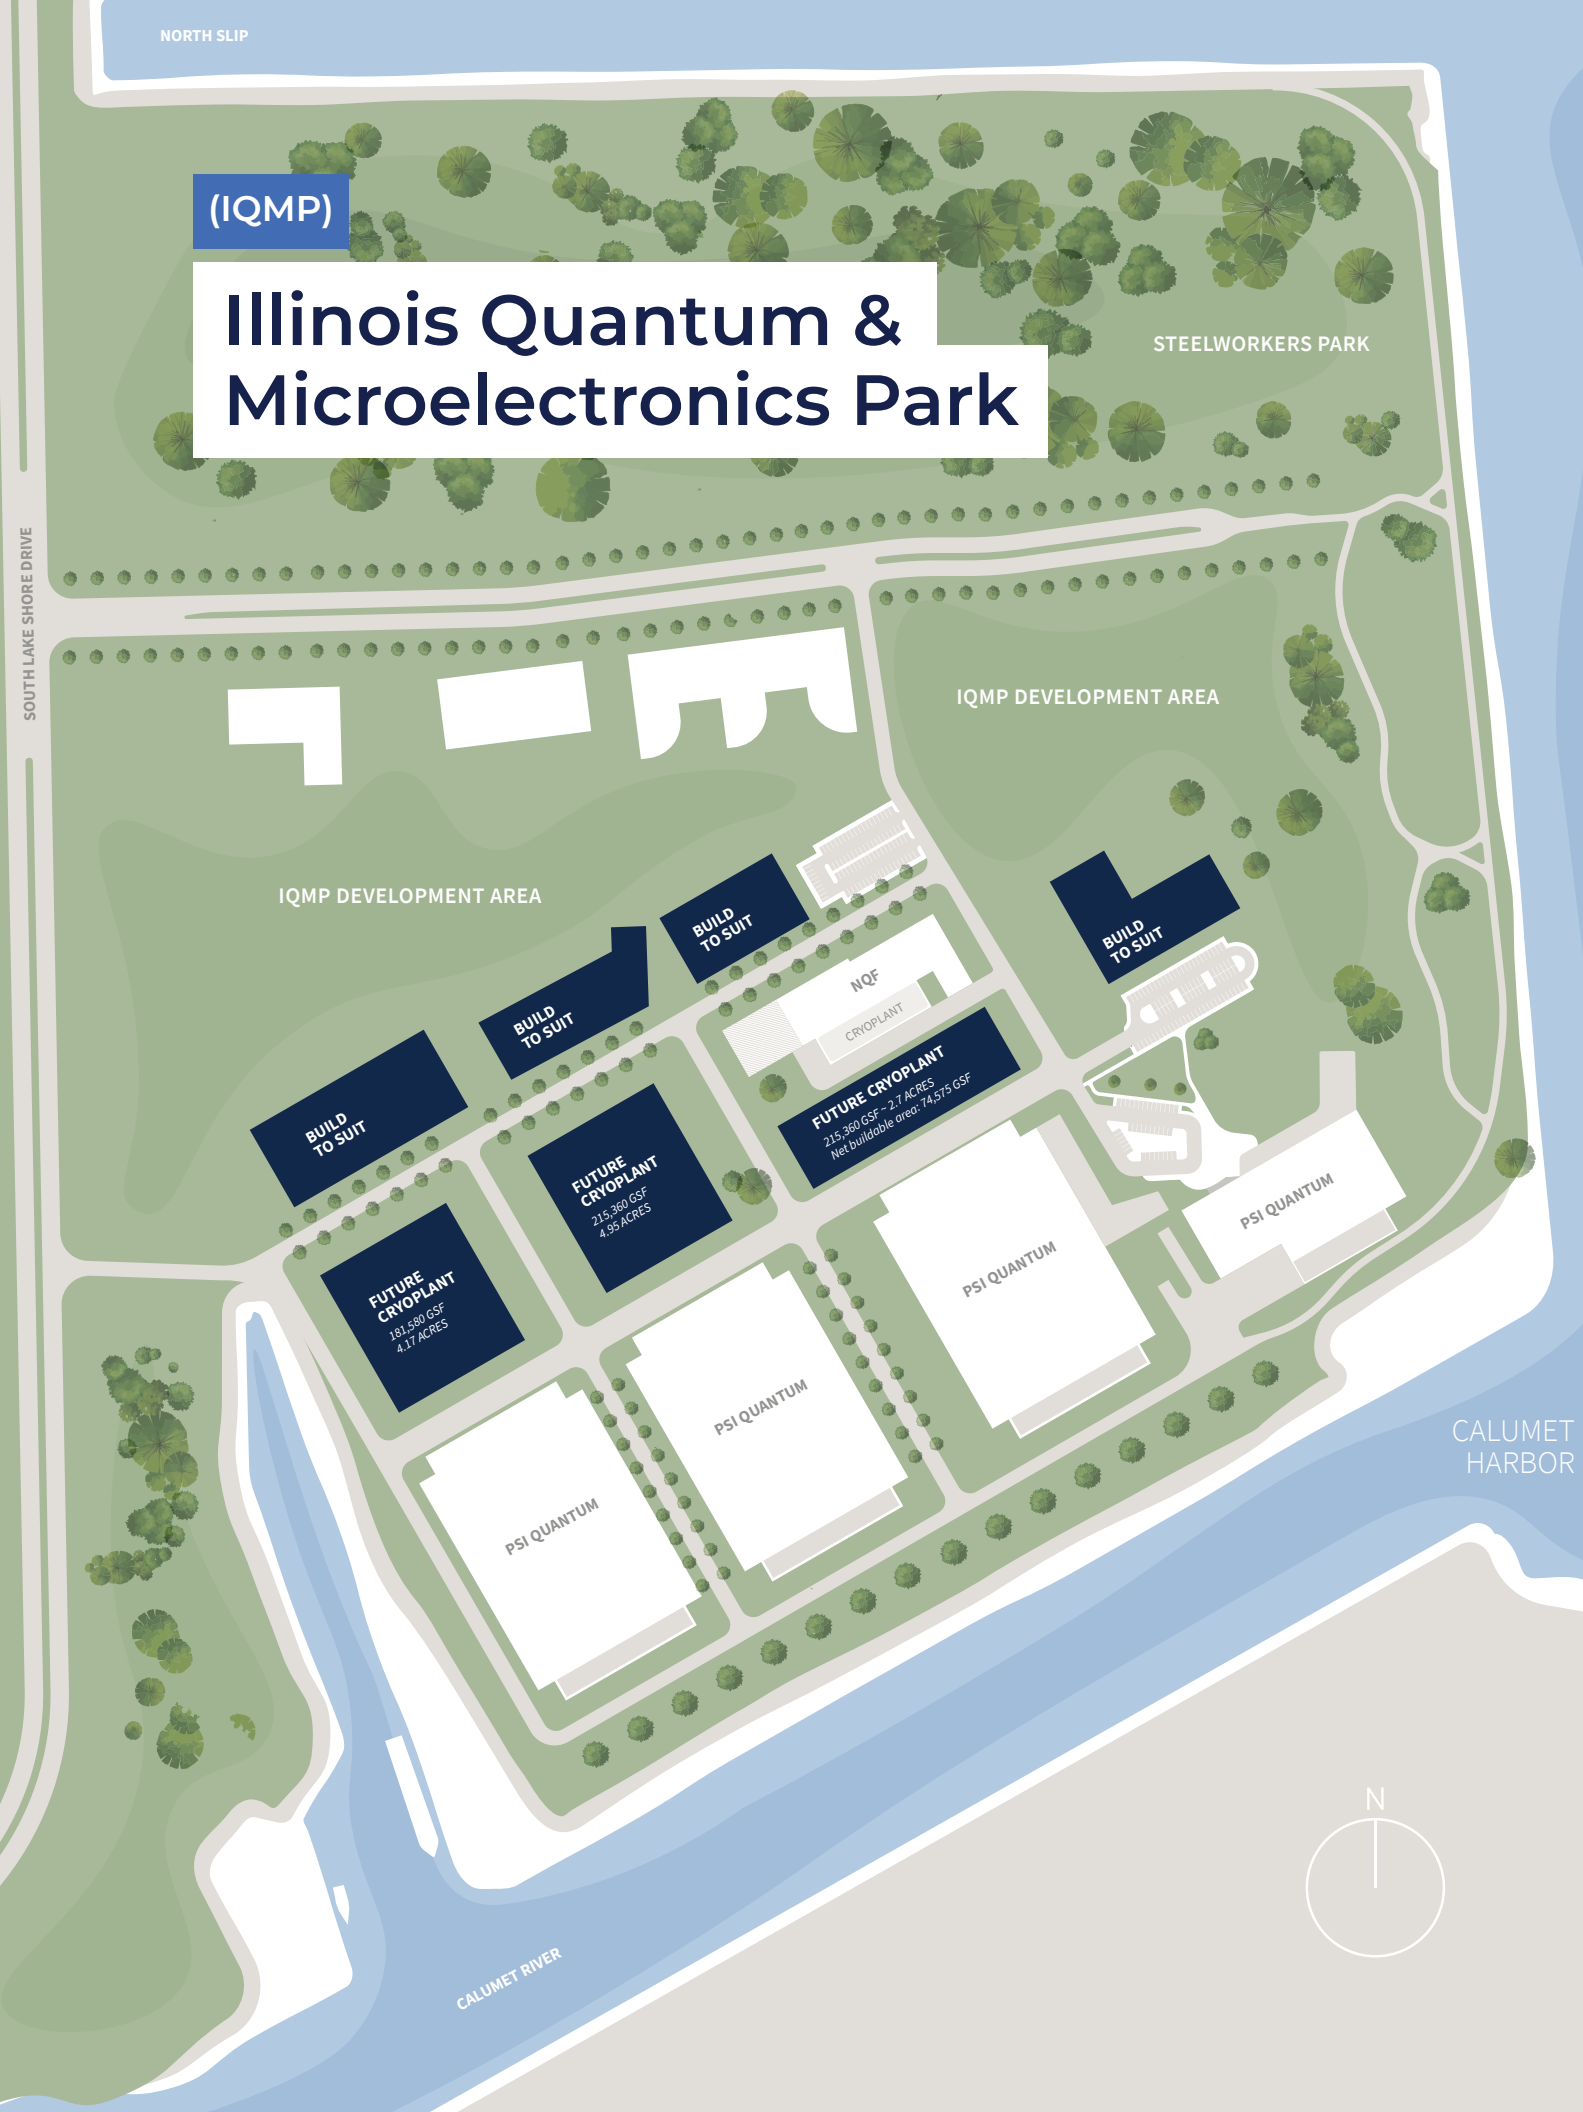 NORTH SLIP
(IQMP)
Illinois Quantum &
Microelectronics Park
STEELWORKERS PARK
SOUTH LAKE SHORE DRIVE
IQMP DEVELOPMENT AREA
IQMP DEVELOPMENT AREA
BUILD
TO SUIT
BUILD
TO SUIT
BUILD
TO SUIT
BUILD
TO SUIT
NQF
CRYOPLANT
FUTURE CRYOPLANT
215,360 GSF ~ 2.7 ACRES
Net buildable area: 74,575 GSF
FUTURE
CRYOPLANT
215,360 GSF
4.95 ACRES
FUTURE
CRYOPLANT
181,580 GSF
4.17 ACRES
PSI QUANTUM
PSI QUANTUM
PSI QUANTUM
PSI QUANTUM
CALUMET
HARBOR
N
CALUMET RIVER